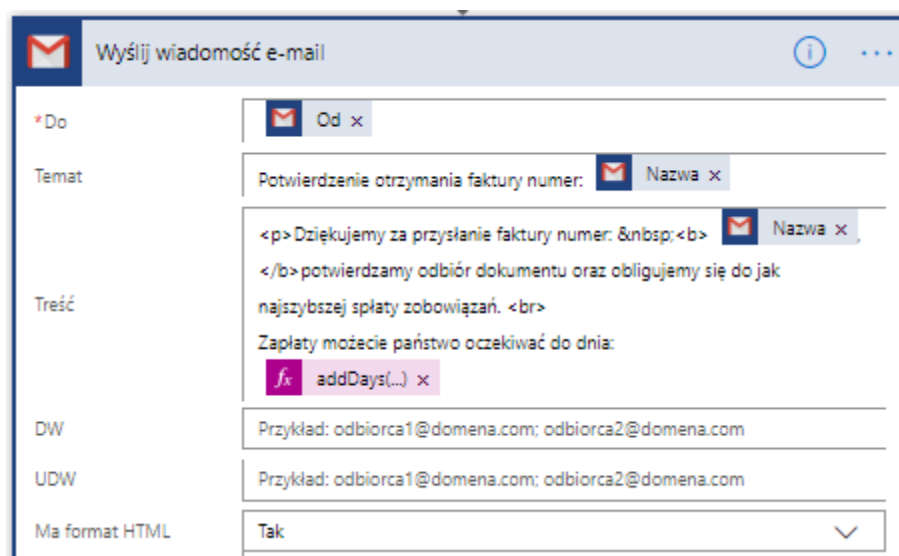 Wyślij wiadomość e-mail
*Do
Od ×
Temat
Potwierdzenie otrzymania faktury numer: Nazwa ×
Treść
<p>Dziękujemy za przysłanie faktury numer: &nbsp;<b> Nazwa × ,
</b>potwierdzamy odbiór dokumentu oraz obligujemy się do jak
najszybszej spłaty zobowiązań. <br>
Zapłaty możecie państwo oczekiwać do dnia:
fx addDays(...) ×
DW
Przykład: odbiorca1@domena.com; odbiorca2@domena.com
UDW
Przykład: odbiorca1@domena.com; odbiorca2@domena.com
Ma format HTML
Tak